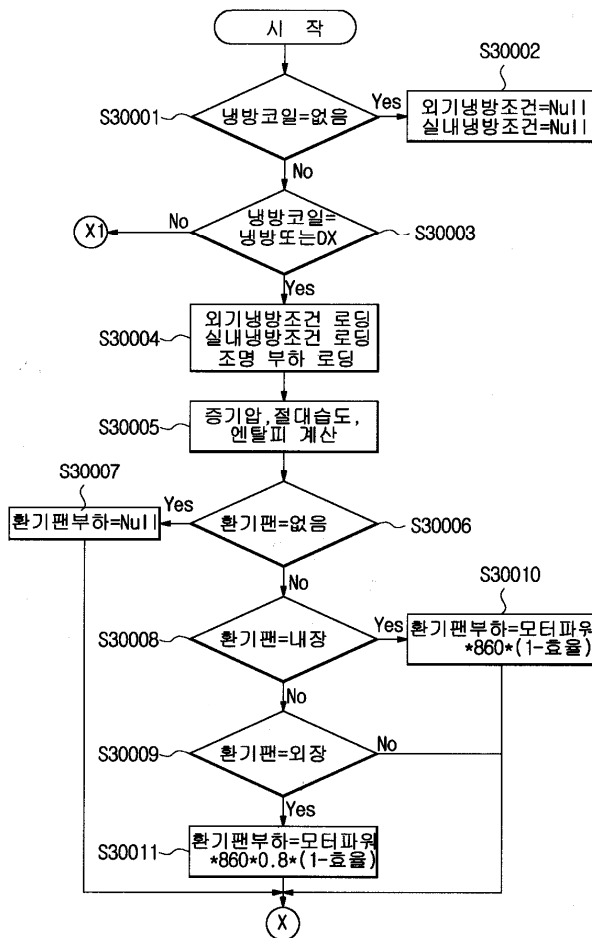 시 작
S30002
S30001
냉방코일=없음
Yes
외기냉방조건=Null
실내냉방조건=Null
No
X1
No
냉방코일=
냉방또는DX
S30003
Yes
S30004
외기냉방조건 로딩
실내냉방조건 로딩
조명 부하 로딩
S30005
증기압,절대습도,
엔탈피 계산
S30007
환기팬부하=Null
Yes
환기팬=없음
S30006
No
S30010
S30008
환기팬=내장
Yes
환기팬부하=모터파워
*860*(1-효율)
No
S30009
환기팬=외장
No
Yes
S30011
환기팬부하=모터파워
*860*0.8*(1-효율)
X